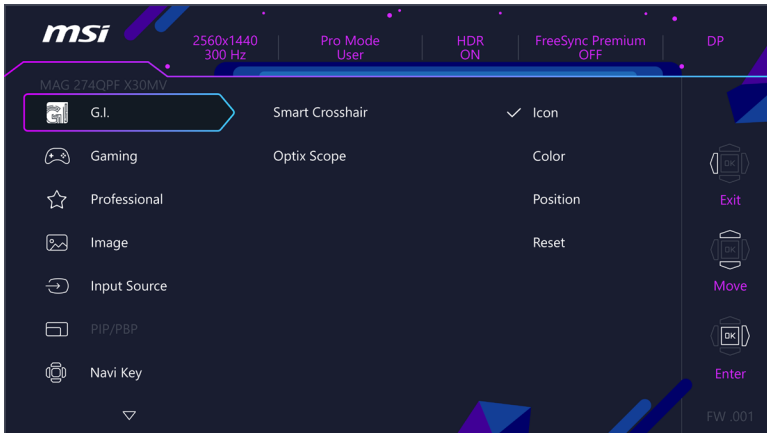 msi
2560x1440
300 Hz
Pro Mode
User
HDR
ON
FreeSync Premium
OFF
DP
MAG 274QPF X30MV
G.I.
Gaming
Professional
Image
Input Source
PIP/PBP
Navi Key
Smart Crosshair
Optix Scope
Icon
Color
Position
Reset
OK
Exit
OK
Move
OK
Enter
FW .001